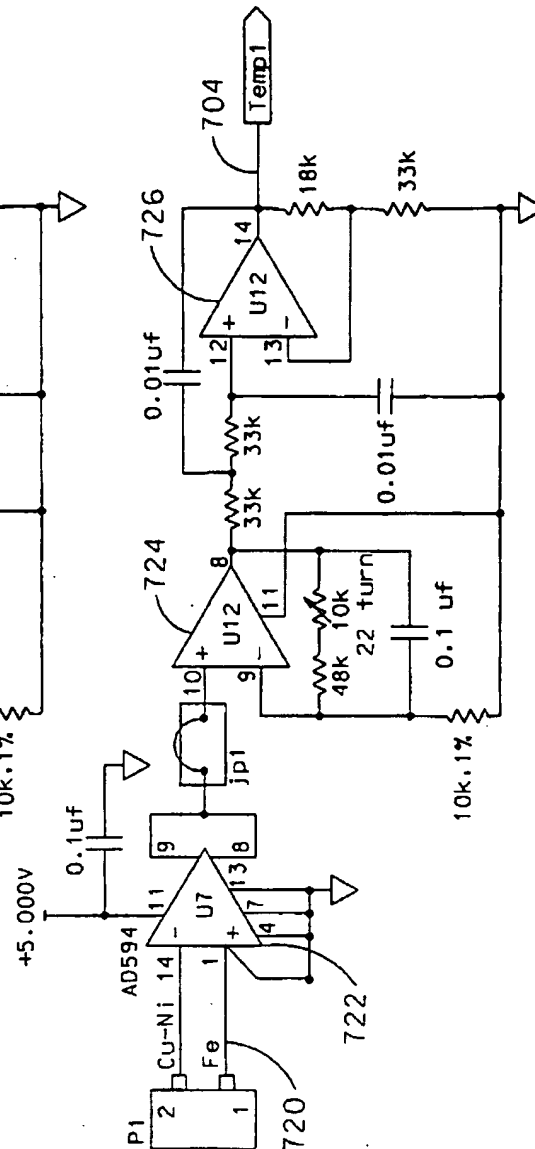 10k.1%
+5.000V
0.1uf
AD594
11
9
8
13
7
4
U7
-
+
14
1
Cu-Ni
Fe
P1
2
1
720
722
jp1
10
9
8
11
U12
+
-
724
48k
10k
22 turn
0.1 uf
10k.1%
33k
33k
0.01uf
0.01uf
12
13
14
U12
+
-
726
704
Temp1
18k
33k